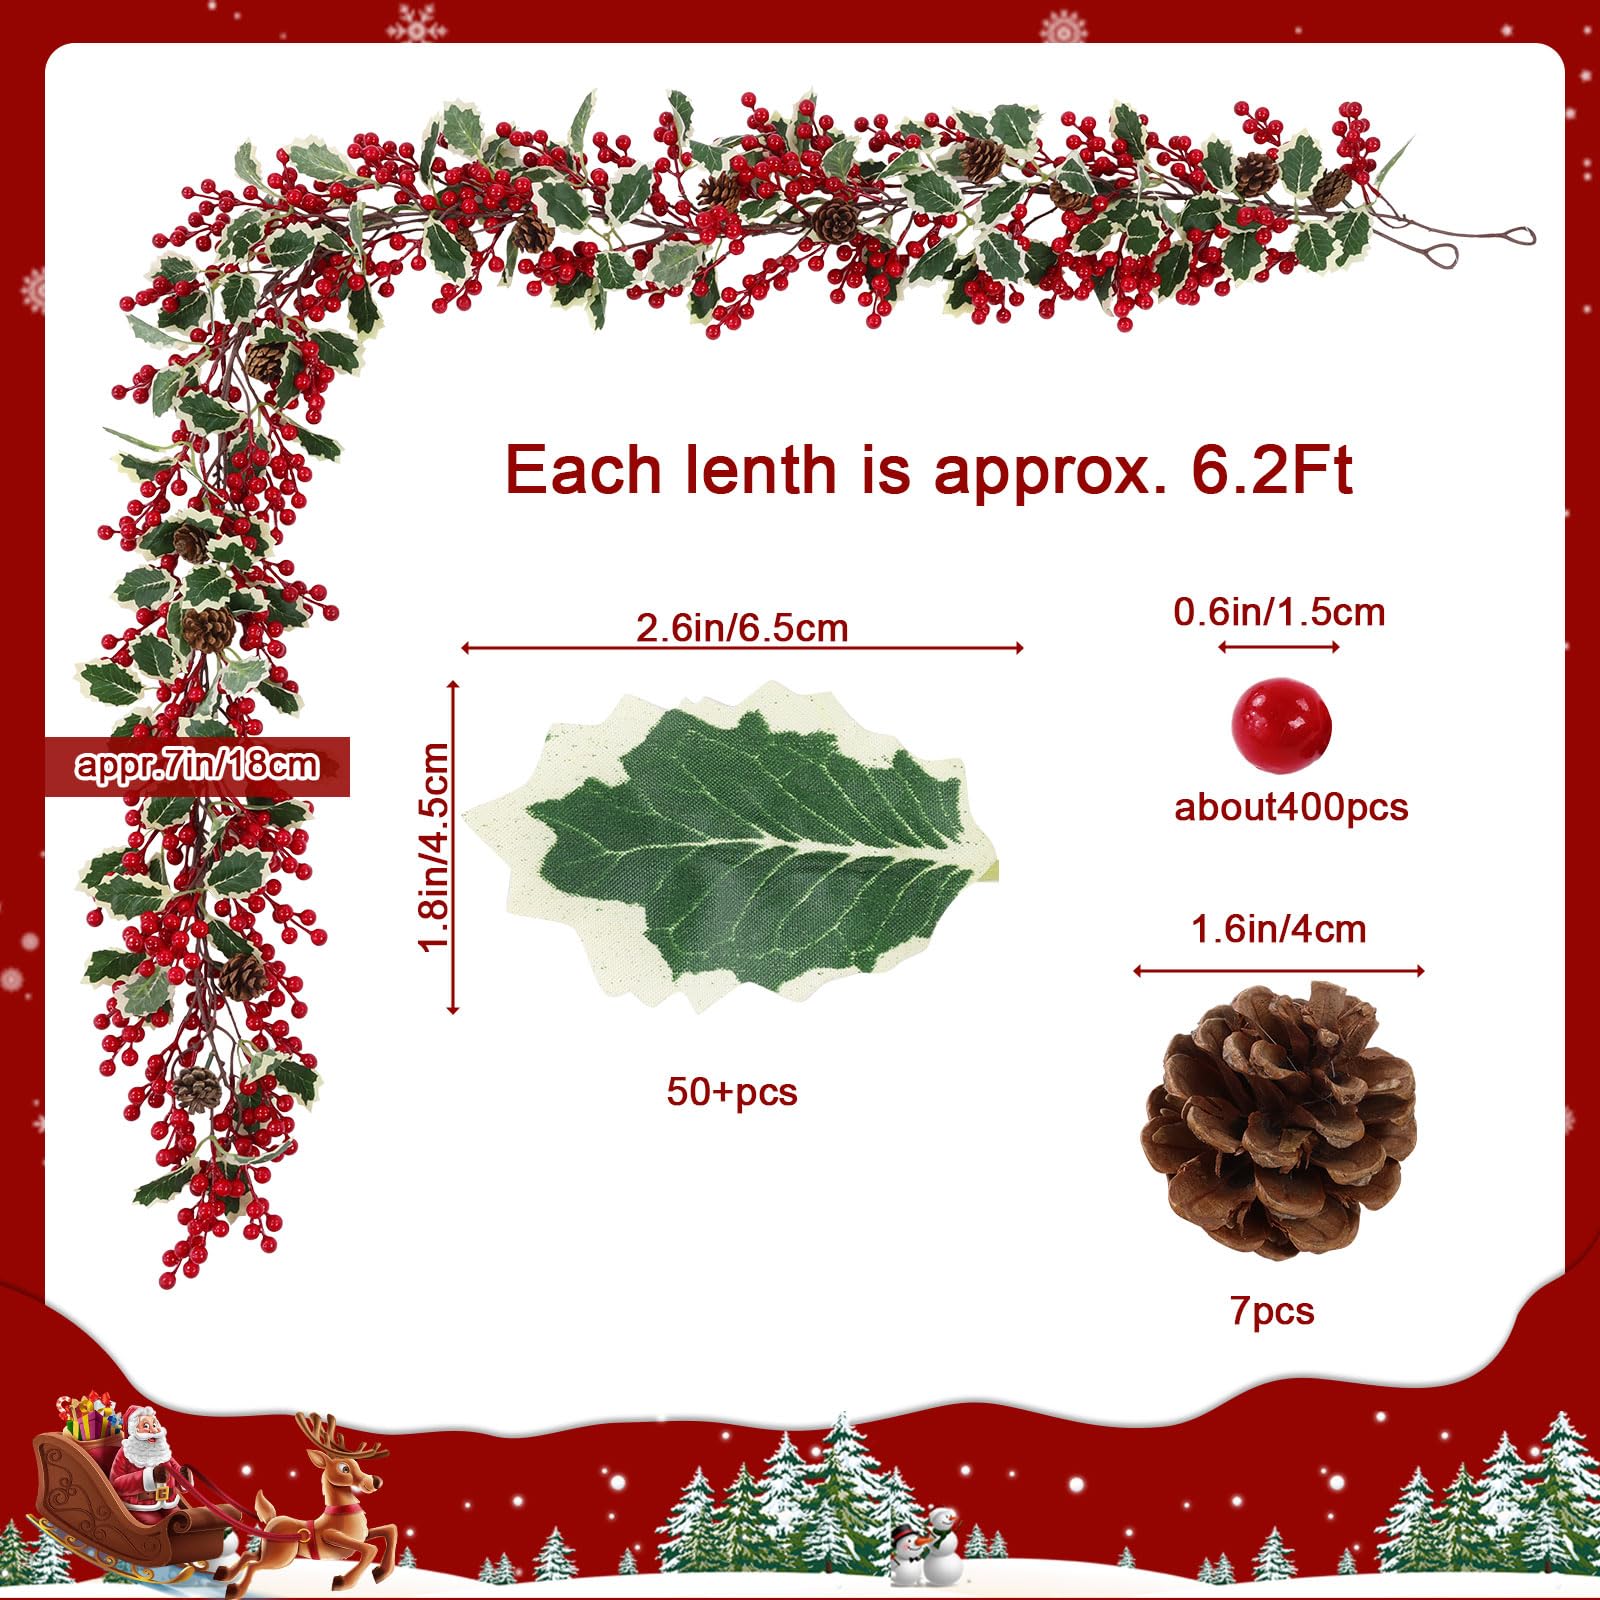 Each lenth is approx. 6.2Ft
2.6in/6.5cm
0.6in/1.5cm
appr.7in/18cm
1.8in/4.5cm
about400pcs
1.6in/4cm
50+pcs
7pcs